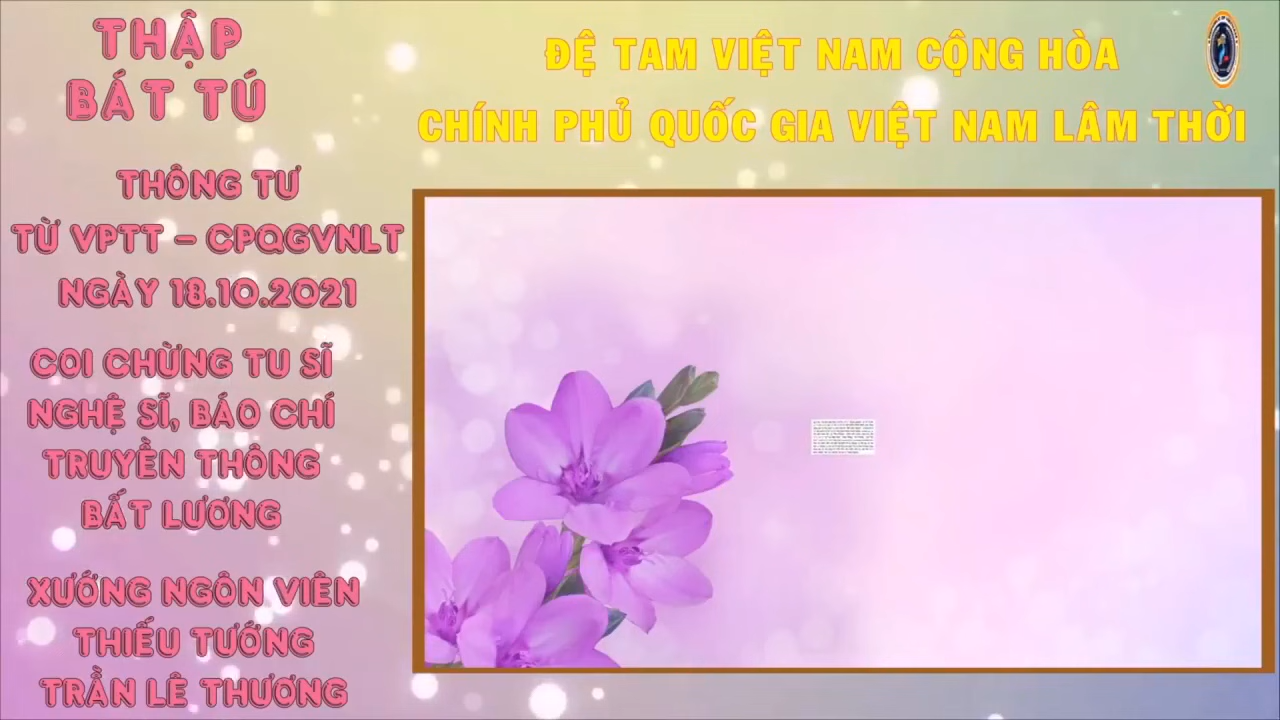 THẬP
BÁT TÚ
THÔNG TƯ
TỪ VPTT - CPQGVNLT
NGÀY 18.10.2021
COI CHỪNG TU SĨ
NGHỆ SĨ, BÁO CHÍ
TRUYỀN THÔNG
BẤT LƯƠNG
XƯỚNG NGÔN VIÊN
THIẾU TƯỚNG
TRẦN LÊ THƯƠNG
ĐỆ TAM VIỆT NAM CỘNG HÒA
CHÍNH PHỦ QUỐC GIA VIỆT NAM LÂM THỜI